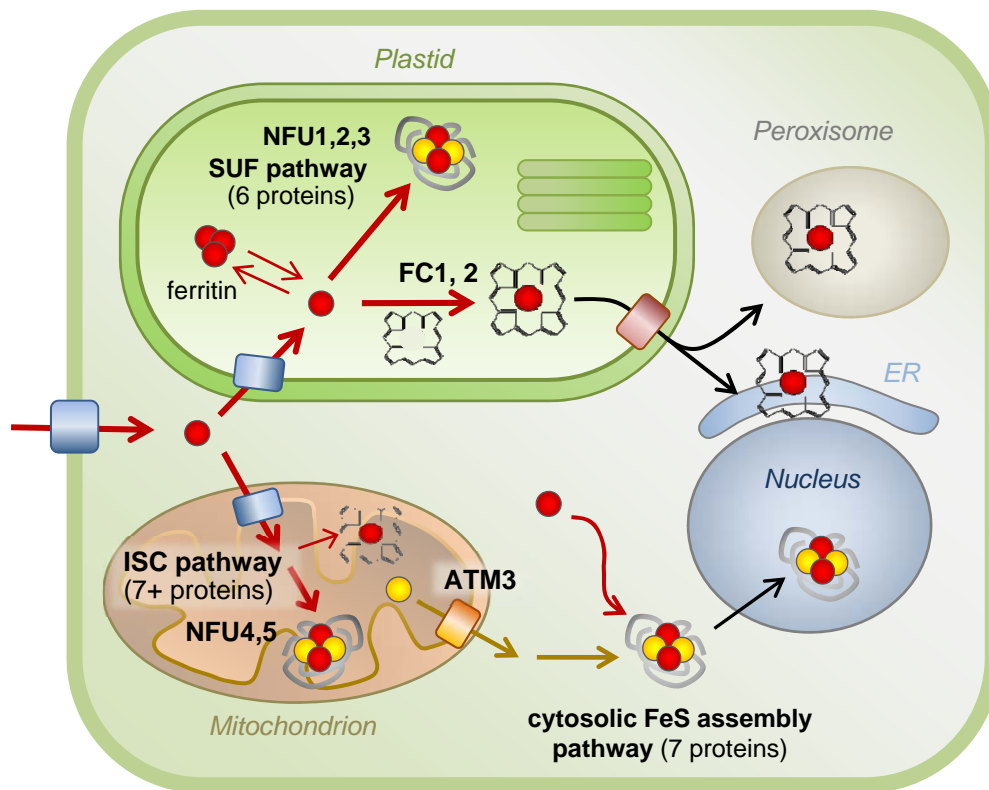 Plastid
NFU1,2,3
SUF pathway
(6 proteins)
Peroxisome
ferritin
FC1, 2
ER
Nucleus
ISC pathway
(7+ proteins)
ATM3
NFU4,5
Mitochondrion
cytosolic FeS assembly
pathway (7 proteins)